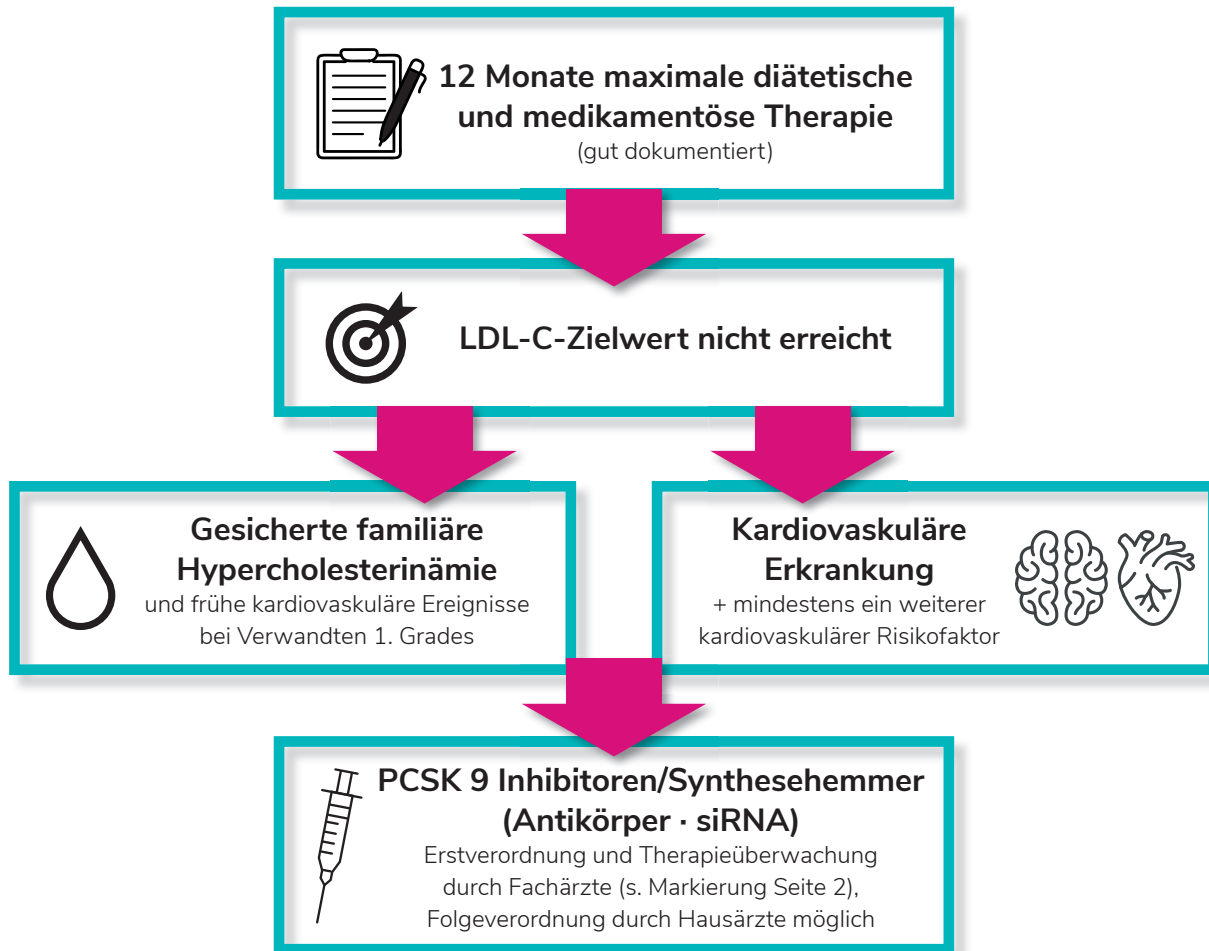 12 Monate maximale diätetische
und medikamentöse Therapie
(gut dokumentiert)
LDL-C-Zielwert nicht erreicht
Gesicherte familiäre
Hypercholesterinämie
und frühe kardiovaskuläre Ereignisse
bei Verwandten 1. Grades
Kardiovaskuläre
Erkrankung
+ mindestens ein weiterer
kardiovaskulärer Risikofaktor
PCSK 9 Inhibitoren/Synthesehemmer
(Antikörper · siRNA)
Erstverordnung und Therapieüberwachung
durch Fachärzte (s. Markierung Seite 2),
Folgeverordnung durch Hausärzte möglich